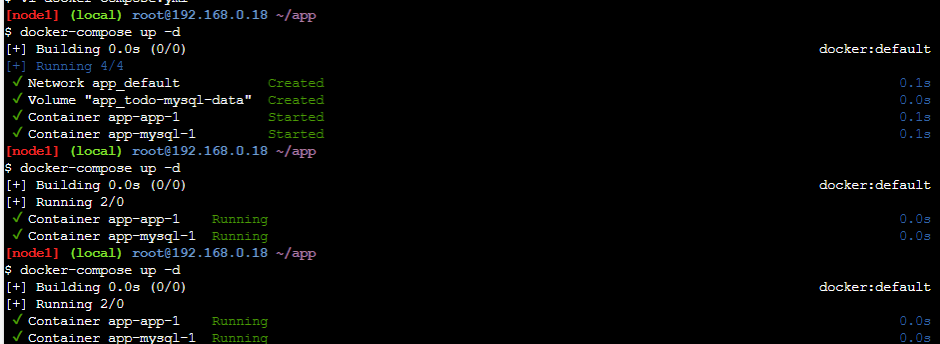 $ vi docker-compose.yml
[node1] (local) root@192.168.0.18 ~/app
$ docker-compose up -d
[+] Building 0.0s (0/0) docker:default
[+] Running 4/4
✓ Network app_default Created 0.1s
✓ Volume "app_todo-mysql-data" Created 0.0s
✓ Container app-app-1 Started 0.1s
✓ Container app-mysql-1 Started 0.1s
[node1] (local) root@192.168.0.18 ~/app
$ docker-compose up -d
[+] Building 0.0s (0/0) docker:default
[+] Running 2/0
✓ Container app-app-1 Running 0.0s
✓ Container app-mysql-1 Running 0.0s
[node1] (local) root@192.168.0.18 ~/app
$ docker-compose up -d
[+] Building 0.0s (0/0) docker:default
[+] Running 2/0
✓ Container app-app-1 Running 0.0s
✓ Container app-mysql-1 Running 0.0s